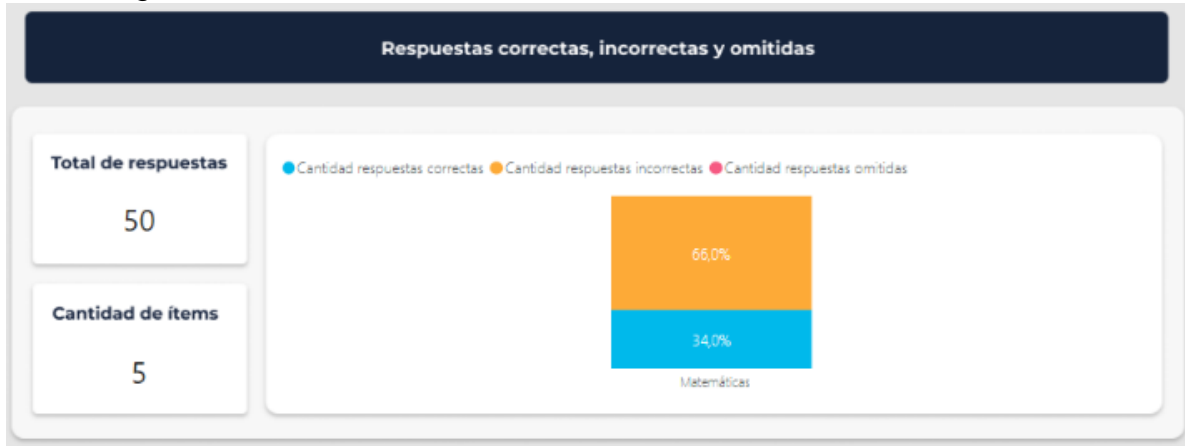 Respuestas correctas, incorrectas y omitidas
Total de respuestas
50
Cantidad de ítems
5
Cantidad respuestas correctas Cantidad respuestas incorrectas Cantidad respuestas omitidas
66,0%
34,0%
Matemáticas